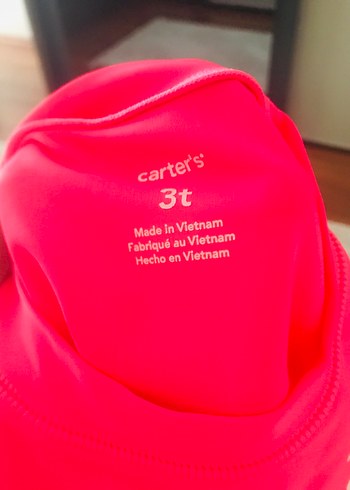 carter's®
3t
Made in Vietnam
Fabriqué au Vietnam
Hecho en Vietnam